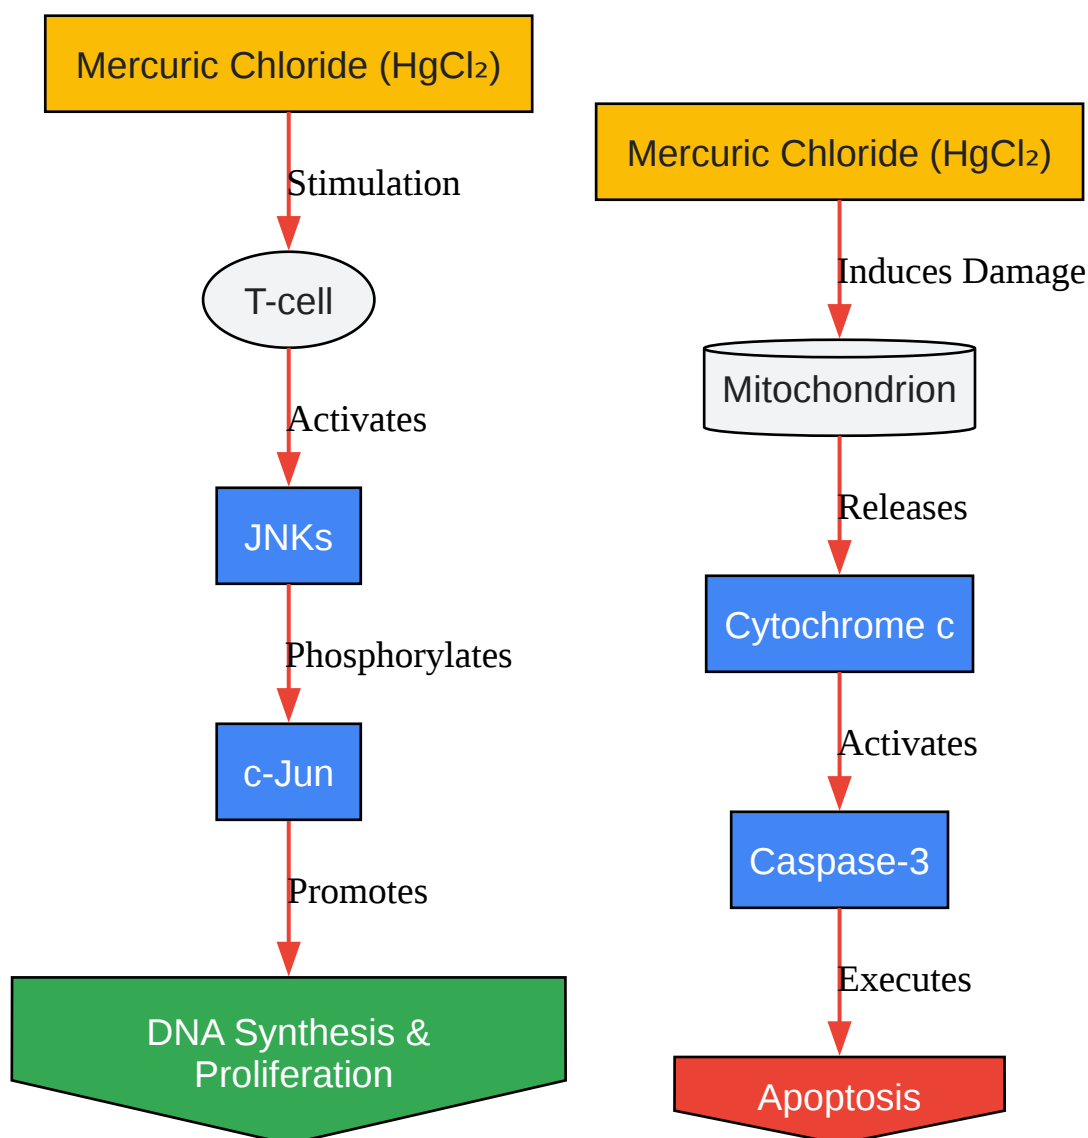 Mercuric Chloride (HgCl₂)
Stimulation
T-cell
Activates
JNKs
Phosphorylates
c-Jun
Promotes
DNA Synthesis &
Proliferation
Mercuric Chloride (HgCl₂)
Induces Damage
Mitochondrion
Releases
Cytochrome c
Activates
Caspase-3
Executes
Apoptosis